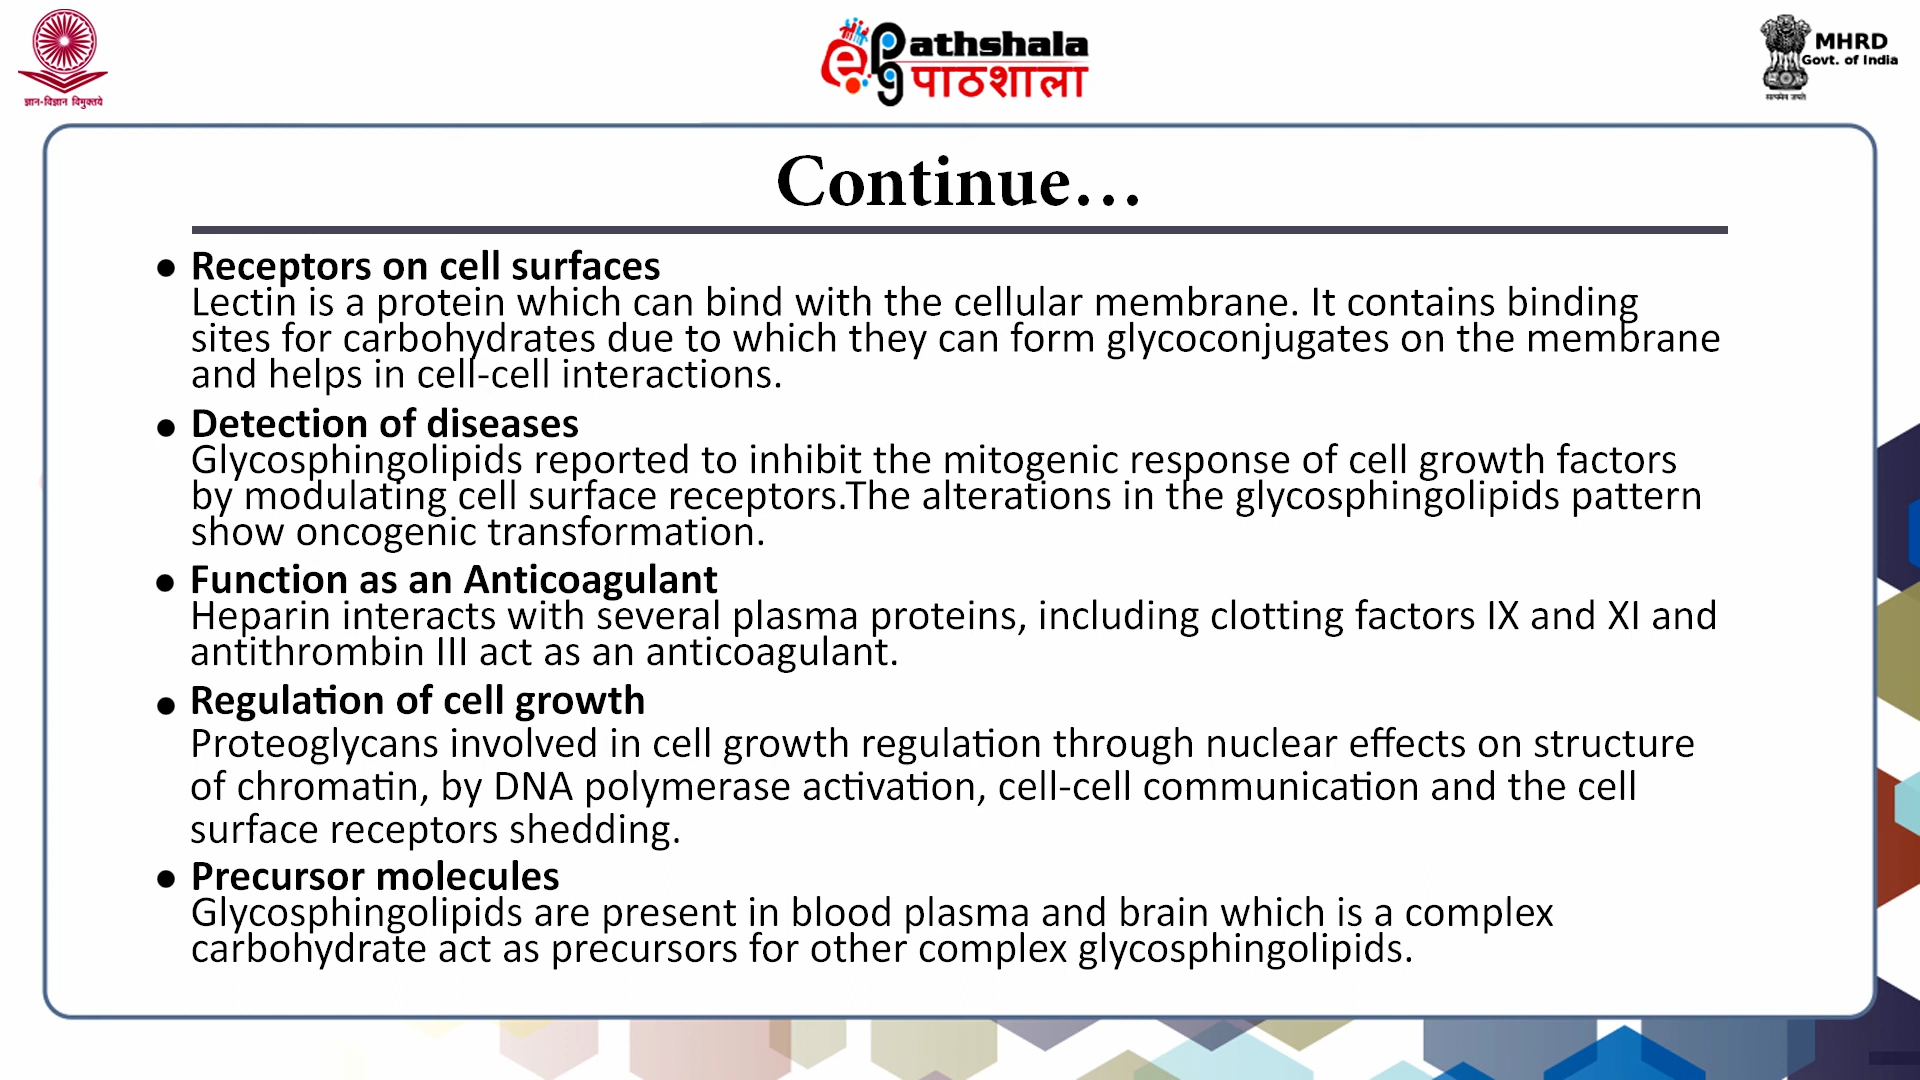 ज्ञान-विज्ञान विमुक्तये
ePGathshala
पाठशाला
MHRD
Govt. of India
सत्यमेव जयते
Continue...
• Receptors on cell surfaces
Lectin is a protein which can bind with the cellular membrane. It contains binding
sites for carbohydrates due to which they can form glycoconjugates on the membrane
and helps in cell-cell interactions.
• Detection of diseases
Glycosphingolipids reported to inhibit the mitogenic response of cell growth factors
by modulating cell surface receptors.The alterations in the glycosphingolipids pattern
show oncogenic transformation.
• Function as an Anticoagulant
Heparin interacts with several plasma proteins, including clotting factors IX and XI and
antithrombin III act as an anticoagulant.
• Regulation of cell growth
Proteoglycans involved in cell growth regulation through nuclear effects on structure
of chromatin, by DNA polymerase activation, cell-cell communication and the cell
surface receptors shedding.
• Precursor molecules
Glycosphingolipids are present in blood plasma and brain which is a complex
carbohydrate act as precursors for other complex glycosphingolipids.